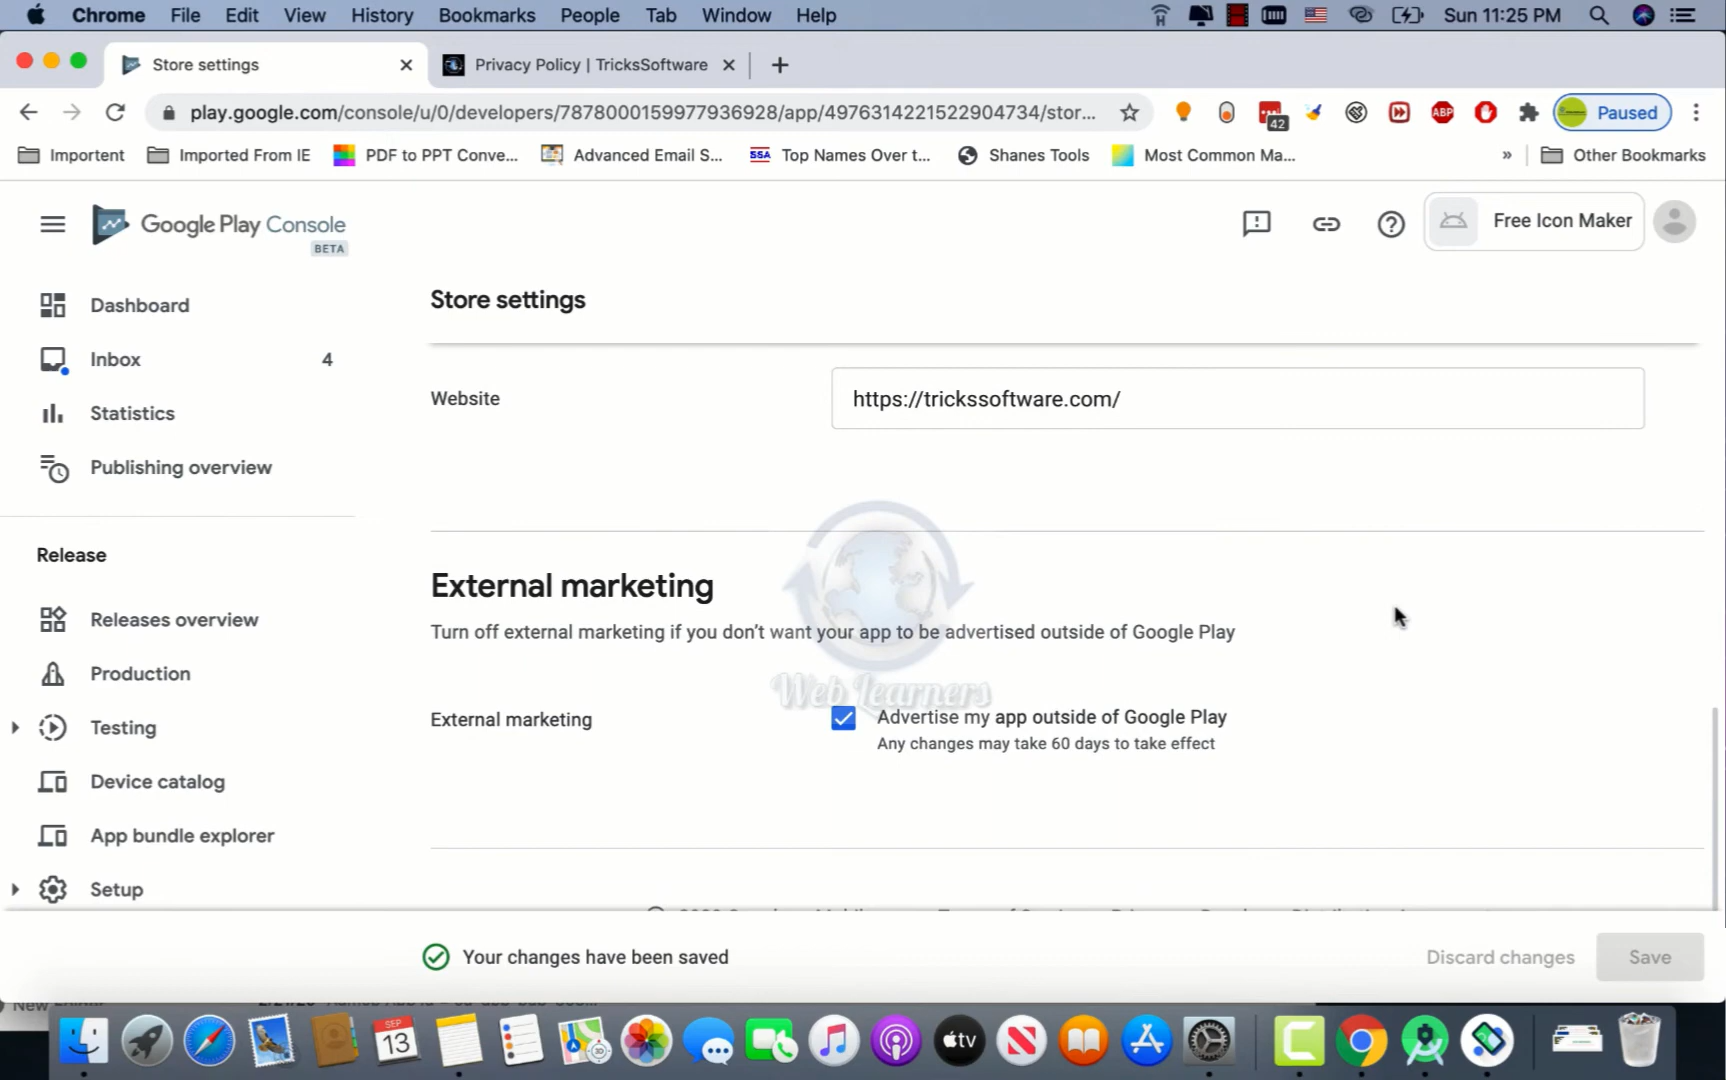 Chrome File Edit View History Bookmarks People Tab Window Help Sun 11:25 PM
Store settings Privacy Policy | TricksSoftware
play.google.com/console/u/0/developers/7878000159977936928/app/4976314221522904734/stor... 42 ABP Paused
Importent Imported From IE PDF to PPT Conve... Advanced Email S... SSA Top Names Over t... Shanes Tools Most Common Ma... » Other Bookmarks
Google Play Console
BETA
Free Icon Maker
Dashboard
Inbox 4
Statistics
Publishing overview
Release
Releases overview
Production
Testing
Device catalog
App bundle explorer
Setup
Store settings
Website https://trickssoftware.com/
External marketing
Turn off external marketing if you don't want your app to be advertised outside of Google Play
Web Learners
External marketing Advertise my app outside of Google Play
Any changes may take 60 days to take effect
Your changes have been saved Discard changes Save
SEP
13
tv